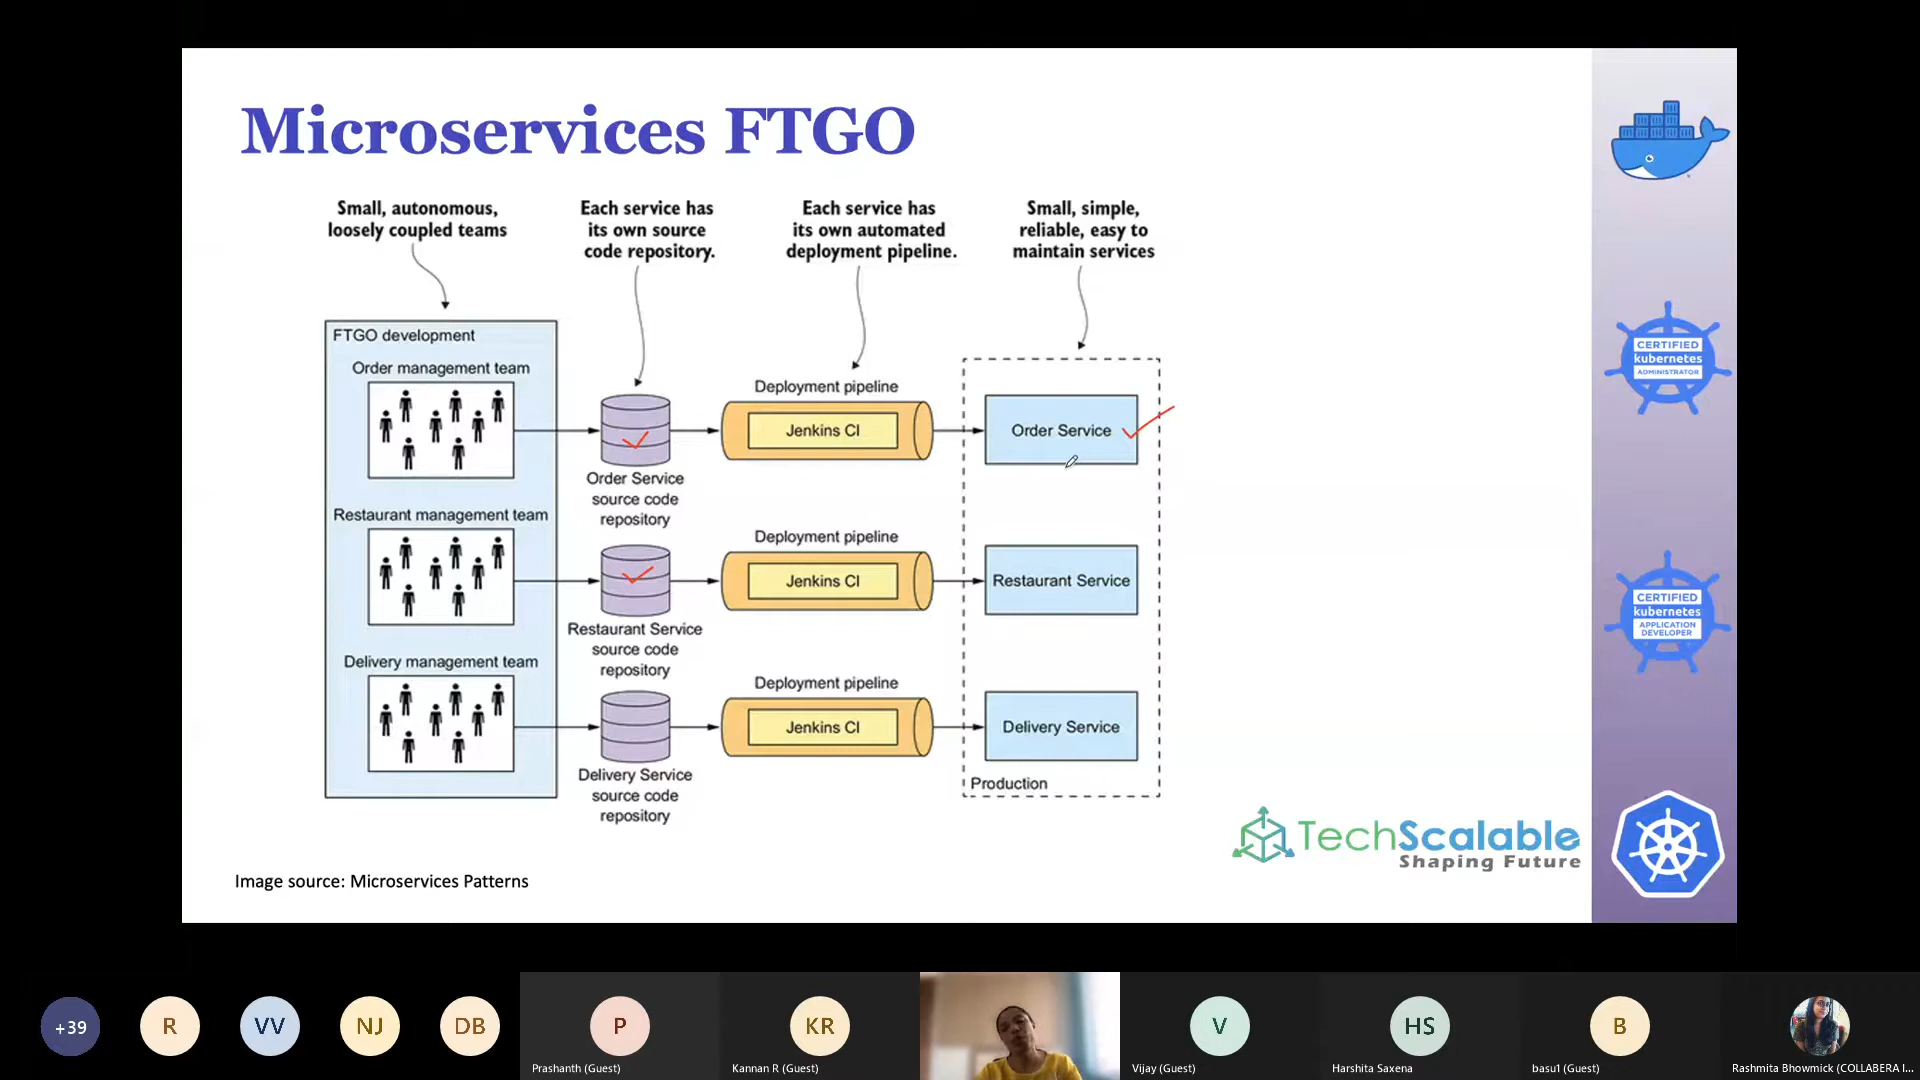 Microservices FTGO
Small, autonomous,
loosely coupled teams
Each service has
its own source
code repository.
Each service has
its own automated
deployment pipeline.
Small, simple,
reliable, easy to
maintain services
FTGO development
Order management team
Restaurant management team
Delivery management team
Order Service
source code
repository
Restaurant Service
source code
repository
Delivery Service
source code
repository
Deployment pipeline
Jenkins CI
Deployment pipeline
Jenkins CI
Deployment pipeline
Jenkins CI
Order Service
Restaurant Service
Delivery Service
Production
Image source: Microservices Patterns
TechScalable
Shaping Future
CERTIFIED
kubernetes
ADMINISTRATOR
CERTIFIED
kubernetes
APPLICATION
DEVELOPER
+39
R
VV
NJ
DB
P
Prashanth (Guest)
KR
Kannan R (Guest)
V
Vijay (Guest)
HS
Harshita Saxena
B
basu1 (Guest)
Rashmita Bhowmick (COLLABERA I...